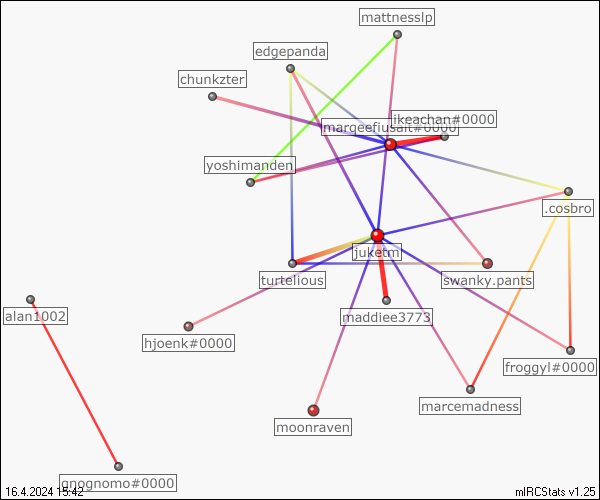 mattnesslp
edgepanda
chunkzter
ikeachan#0000
margeefiusait#0000
yoshimanden
.cosbro
juketm
turtelious
swanky.pants
alan1002
maddiee3773
hjoenk#0000
froggyl#0000
marcemadness
moonraven
gnognomo#0000
16.4.2024 15:42
mIRCStats v1.25